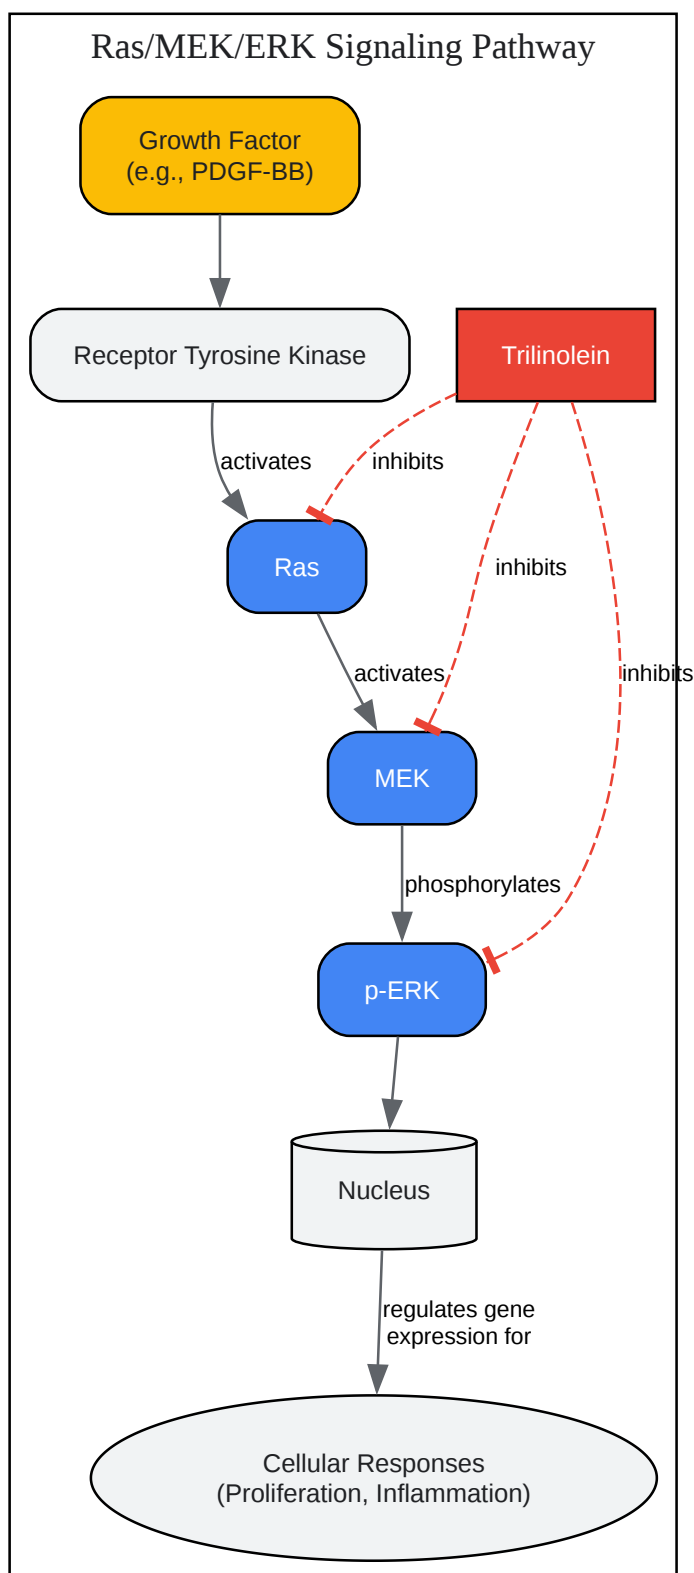 Ras/MEK/ERK Signaling Pathway
Growth Factor
(e.g., PDGF-BB)
Receptor Tyrosine Kinase
Trilinolein
activates
inhibits
Ras
inhibits
activates
inhibits
MEK
phosphorylates
p-ERK
Nucleus
regulates gene
expression for
Cellular Responses
(Proliferation, Inflammation)